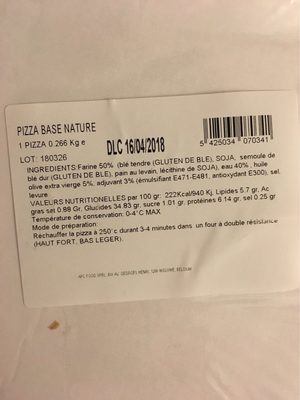 PIZZA BASE NATURE
1 PIZZA 0.266 Kg e
DLC 16/04/2018
LOT: 180326
5 425034 070341
INGREDIENTS:Farine 50% (blé tendre (GLUTEN DE BLE), SOJA, semoule de
blé dur (GLUTEN DE BLE), pain au levain, lécithine de SOJA), eau 40%, huile
olive extra vierge 5%, adjuvant 3% (émulsifiant E471-E481, antioxydant E300), sel,
levure
VALEURS NUTRITIONELLES par 100 gr: 222Kcal/940 Kj. Lipides 5.7 gr, Ac
gras sel 0.88 Gr, Glucides 34.83 gr, sucre 1.01 gr, protéines 6.14 gr, sel 0.25 gr
Température de conservation: 0-4°C MAX
Mode d'emploi:
Rechauffer la pizza à 250°c durant 3-4 minutes dans un four à double résistance
(HAUT FORT, BAS LEGER).